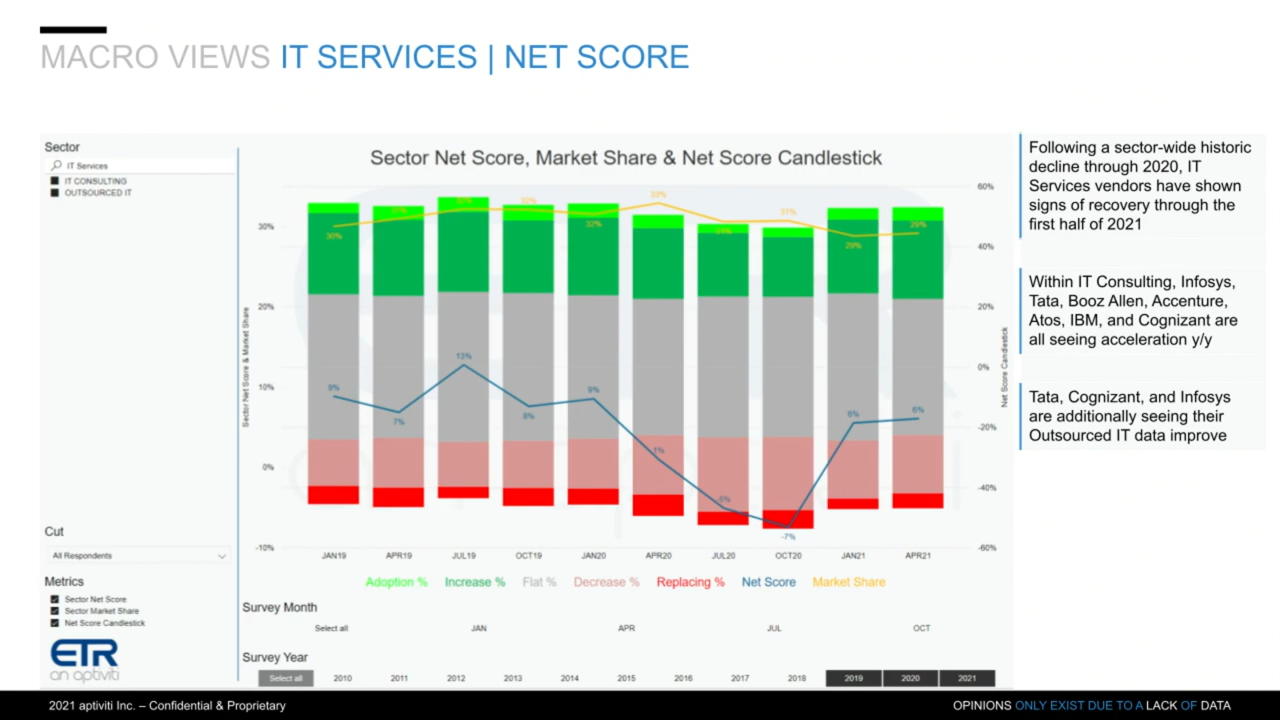 MACRO VIEWS IT SERVICES | NET SCORE
Sector
IT Services
IT CONSULTING
OUTSOURCED IT
Sector Net Score, Market Share & Net Score Candlestick
Sector Net Score & Market Share
30%
20%
10%
0%
-10%
60%
40%
20%
0%
-20%
-40%
-60%
Net Score Candlestick
30%
32%
33%
31%
29%
29%
9%
7%
13%
8%
9%
1%
-5%
-7%
6%
6%
JAN19 APR19 JUL19 OCT19 JAN20 APR20 JUL20 OCT20 JAN21 APR21
Adoption % Increase % Flat % Decrease % Replacing % Net Score Market Share
Cut
All Respondents
Metrics
Sector Net Score
Sector Market Share
Net Score Candlestick
ETR
an aptiviti
Survey Month
Select all JAN APR JUL OCT
Survey Year
Select all 2010 2011 2012 2013 2014 2015 2016 2017 2018 2019 2020 2021
Following a sector-wide historic
decline through 2020, IT
Services vendors have shown
signs of recovery through the
first half of 2021
Within IT Consulting, Infosys,
Tata, Booz Allen, Accenture,
Atos, IBM, and Cognizant are
all seeing acceleration y/y
Tata, Cognizant, and Infosys
are additionally seeing their
Outsourced IT data improve
2021 aptiviti Inc. – Confidential & Proprietary
OPINIONS ONLY EXIST DUE TO A LACK OF DATA